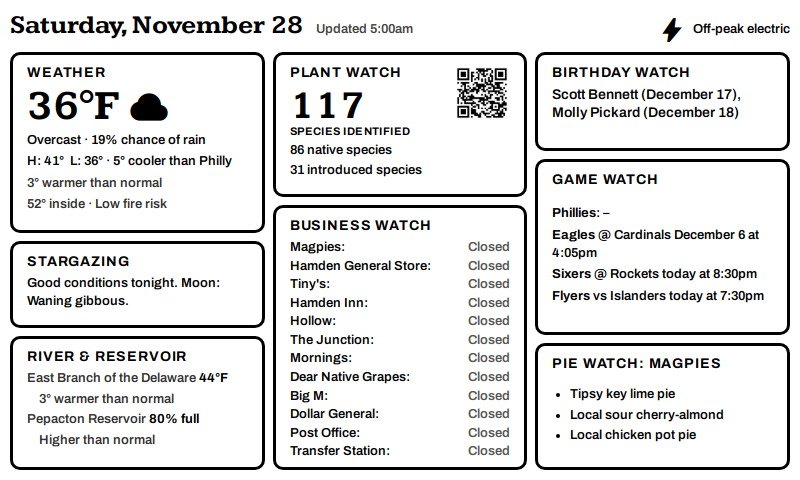 Saturday, November 28 Updated 5:00am
Off-peak electric
WEATHER
36°F
Overcast · 19% chance of rain
H: 41° L: 36° · 5° cooler than Philly
3° warmer than normal
52° inside · Low fire risk
STARGAZING
Good conditions tonight. Moon:
Waning gibbous.
RIVER & RESERVOIR
East Branch of the Delaware 44°F
3° warmer than normal
Pepacton Reservoir 80% full
Higher than normal
PLANT WATCH
117
SPECIES IDENTIFIED
86 native species
31 introduced species
BUSINESS WATCH
Magpies: Closed
Hamden General Store: Closed
Tiny's: Closed
Hamden Inn: Closed
Hollow: Closed
The Junction: Closed
Mornings: Closed
Dear Native Grapes: Closed
Big M: Closed
Dollar General: Closed
Post Office: Closed
Transfer Station: Closed
BIRTHDAY WATCH
Scott Bennett (December 17),
Molly Pickard (December 18)
GAME WATCH
Phillies: –
Eagles @ Cardinals December 6 at
4:05pm
Sixers @ Rockets today at 8:30pm
Flyers vs Islanders today at 7:30pm
PIE WATCH: MAGPIES
• Tipsy key lime pie
• Local sour cherry-almond
• Local chicken pot pie